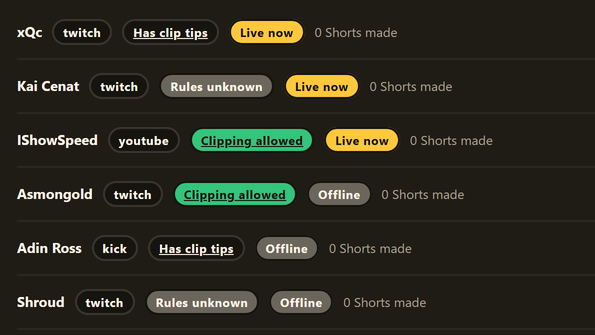 xQc twitch Has clip tips Live now 0 Shorts made
Kai Cenat twitch Rules unknown Live now 0 Shorts made
IShowSpeed youtube Clipping allowed Live now 0 Shorts made
Asmongold twitch Clipping allowed Offline 0 Shorts made
Adin Ross kick Has clip tips Offline 0 Shorts made
Shroud twitch Rules unknown Offline 0 Shorts made